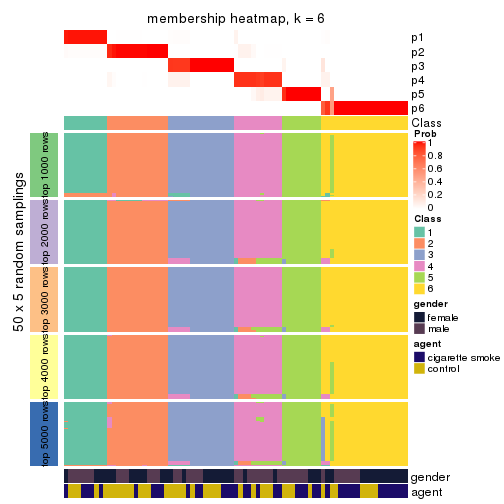 membership heatmap, k = 6
p1
p2
p3
p4
p5
p6
Class
Prob
1
0.8
0.6
0.4
0.2
0
Class
1
2
3
4
5
6
gender
female
male
agent
cigarette smoke
control
50 x 5 random samplings
top 1000 rows
top 2000 rows
top 3000 rows
top 4000 rows
top 5000 rows
gender
agent